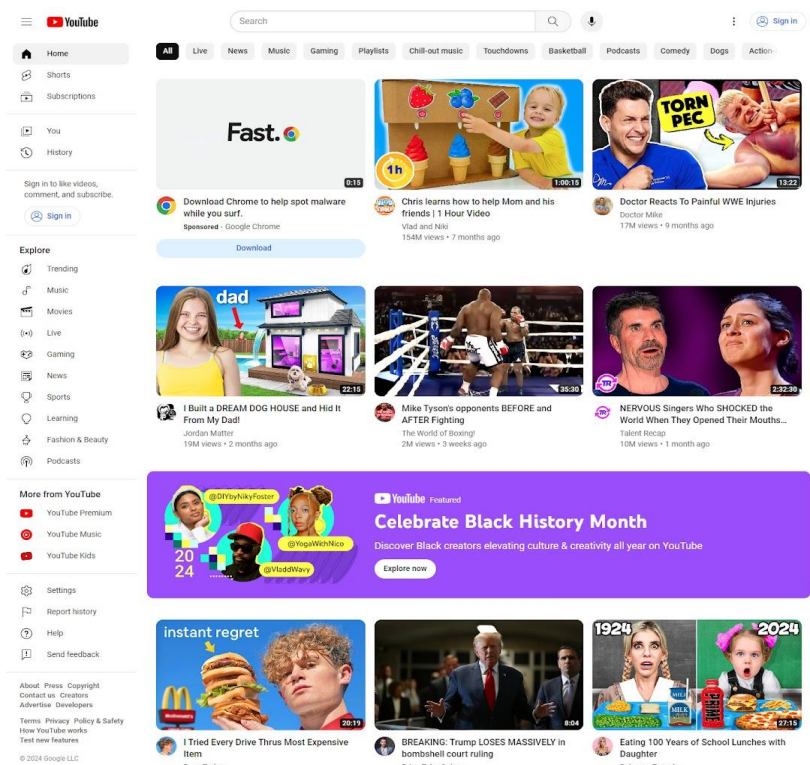 YouTube
Search
Sign in
Home
Shorts
Subscriptions
You
History
Sign in to like videos,
comment, and subscribe.
Sign in
Explore
Trending
Music
Movies
Live
Gaming
News
Sports
Learning
Fashion & Beauty
Podcasts
More from YouTube
YouTube Premium
YouTube Music
YouTube Kids
Settings
Report history
Help
Send feedback
About Press Copyright
Contact us Creators
Advertise Developers
Terms Privacy Policy & Safety
How YouTube works
Test new features
© 2024 Google LLC
All Live News Music Gaming Playlists Chill-out music Touchdowns Basketball Podcasts Comedy Dogs Action-
Fast.
0:15
Download Chrome to help spot malware
while you surf.
Sponsored · Google Chrome
Download
1h
1:00:15
Chris learns how to help Mom and his
friends | 1 Hour Video
Vlad and Niki
154M views • 7 months ago
TORN
PEC
13:22
Doctor Reacts To Painful WWE Injuries
Doctor Mike
17M views • 9 months ago
dad
22:15
I Built a DREAM DOG HOUSE and Hid It
From My Dad!
Jordan Matter
19M views • 2 months ago
35:30
Mike Tyson's opponents BEFORE and
AFTER Fighting
The World of Boxing!
2M views • 3 weeks ago
TR
2:32:30
NERVOUS Singers Who SHOCKED the
World When They Opened Their Mouths...
Talent Recap
10M views • 1 month ago
@DIYbyNikyFoster
@YogaWithNico
@VladdWavy
20
24
YouTube Featured
Celebrate Black History Month
Discover Black creators elevating culture & creativity all year on YouTube
Explore now
instant regret
McDonald's
20:19
I Tried Every Drive Thrus Most Expensive
Item
8:04
BREAKING: Trump LOSES MASSIVELY in
bombshell court ruling
1924
2024
MILK
PRIME
27:15
Eating 100 Years of School Lunches with
Daughter